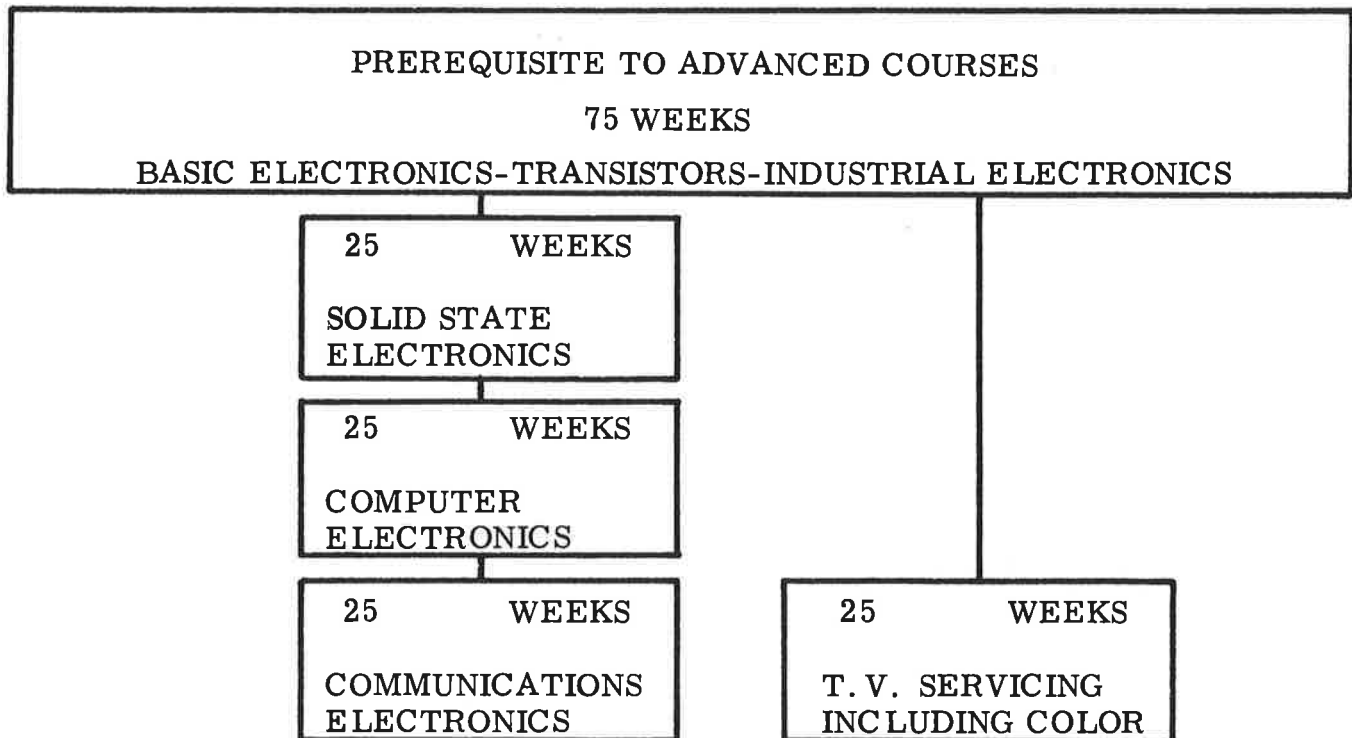 PREREQUISITE TO ADVANCED COURSES
75 WEEKS
BASIC ELECTRONICS-TRANSISTORS-INDUSTRIAL ELECTRONICS
25 WEEKS
SOLID STATE
ELECTRONICS
25 WEEKS
COMPUTER
ELECTRONICS
25 WEEKS
COMMUNICATIONS
ELECTRONICS
25 WEEKS
T.V. SERVICING
INCLUDING COLOR